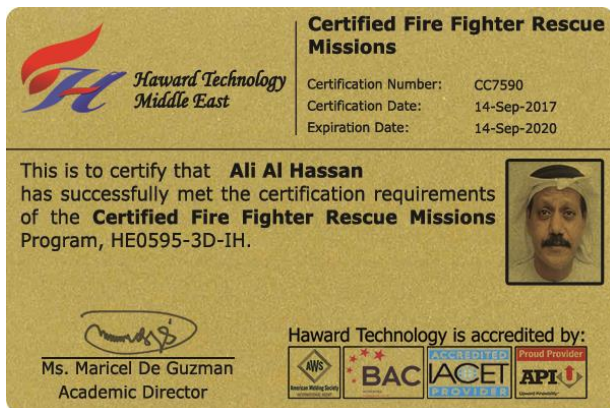 Haward Technology
Middle East
Certified Fire Fighter Rescue
Missions
Certification Number: CC7590
Certification Date: 14-Sep-2017
Expiration Date: 14-Sep-2020
This is to certify that Ali Al Hassan
has successfully met the certification requirements
of the Certified Fire Fighter Rescue Missions
Program, HE0595-3D-IH.
Ms. Maricel De Guzman
Academic Director
Haward Technology is accredited by:
AWS
American Welding Society
BAC
ACCREDITED
IACET
PROVIDER
Proud Provider
API